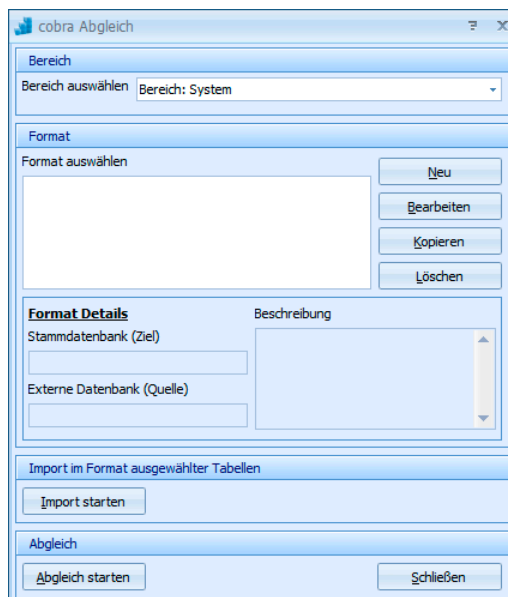 cobra Abgleich
Bereich
Bereich auswählen Bereich: System
Format
Format auswählen
Neu
Bearbeiten
Kopieren
Löschen
Format Details
Beschreibung
Stammdatenbank (Ziel)
Externe Datenbank (Quelle)
Import im Format ausgewählter Tabellen
Import starten
Abgleich
Abgleich starten
Schließen